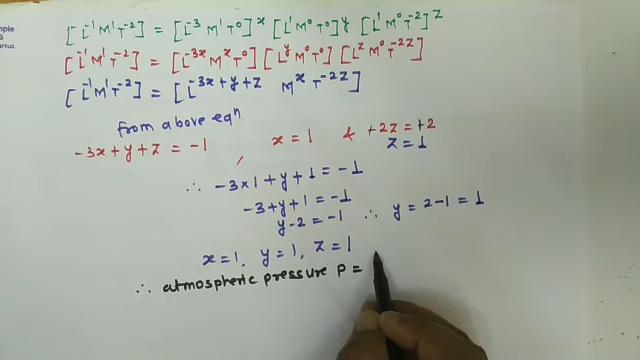 mple
[L⁻¹M¹T⁻²] = [L⁻³M¹T⁰]ˣ [L¹M⁰T⁰]ʸ [L¹M⁰T⁻²]ᶻ
[L⁻¹M¹T⁻²] = [L⁻³ˣMˣT⁰] [LʸM⁰T⁰] [LᶻM⁰T⁻²ᶻ]
[L⁻¹M¹T⁻²] = [L⁻³ˣ⁺ʸ⁺ᶻ MˣT⁻²ᶻ]
from above eqⁿ
-3x+y+z = -1 , x = 1 & +2z = +2
z = 1
∴ -3×1+y+1 = -1
-3+y+1 = -1
y-2 = -1 ∴ y = 2-1 = 1
x=1, y=1, z=1
∴ atmospheric pressure P =